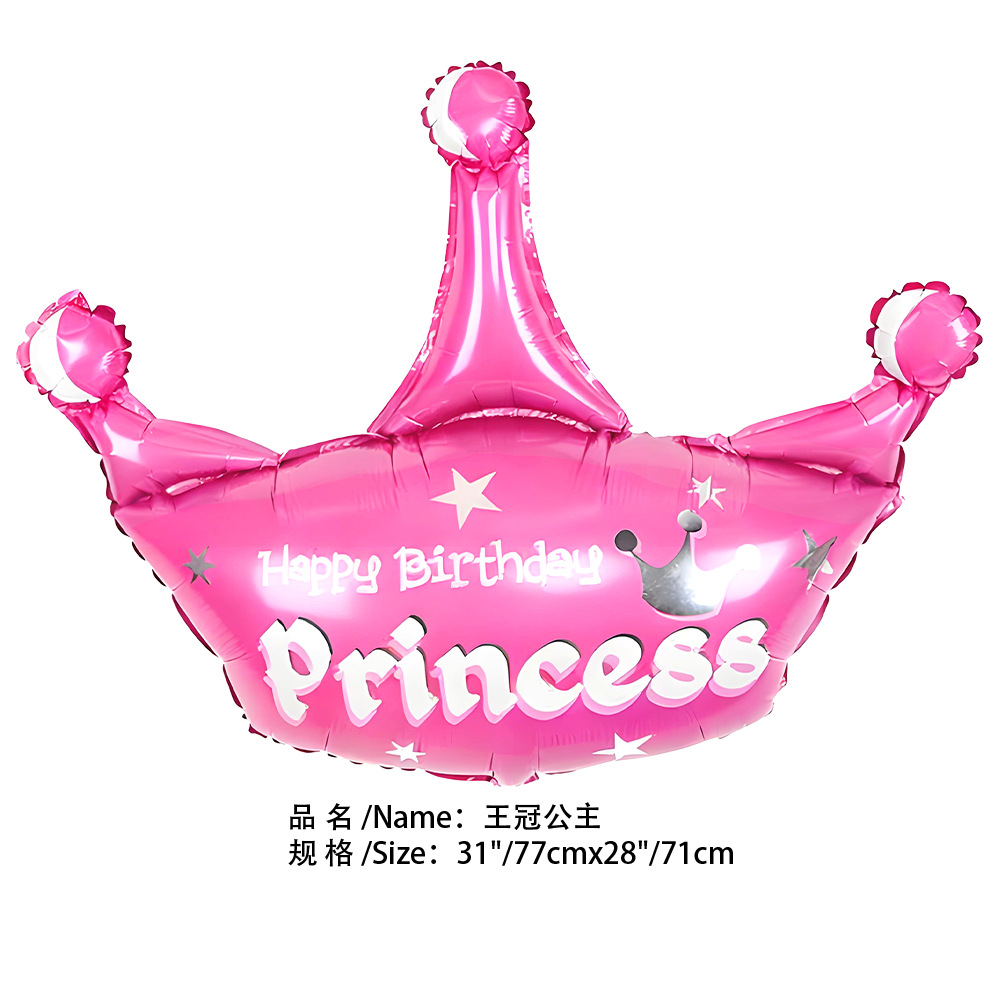 Happy Birthday
Princess
品 名 /Name：王冠公主
规 格 /Size：31"/77cmx28"/71cm